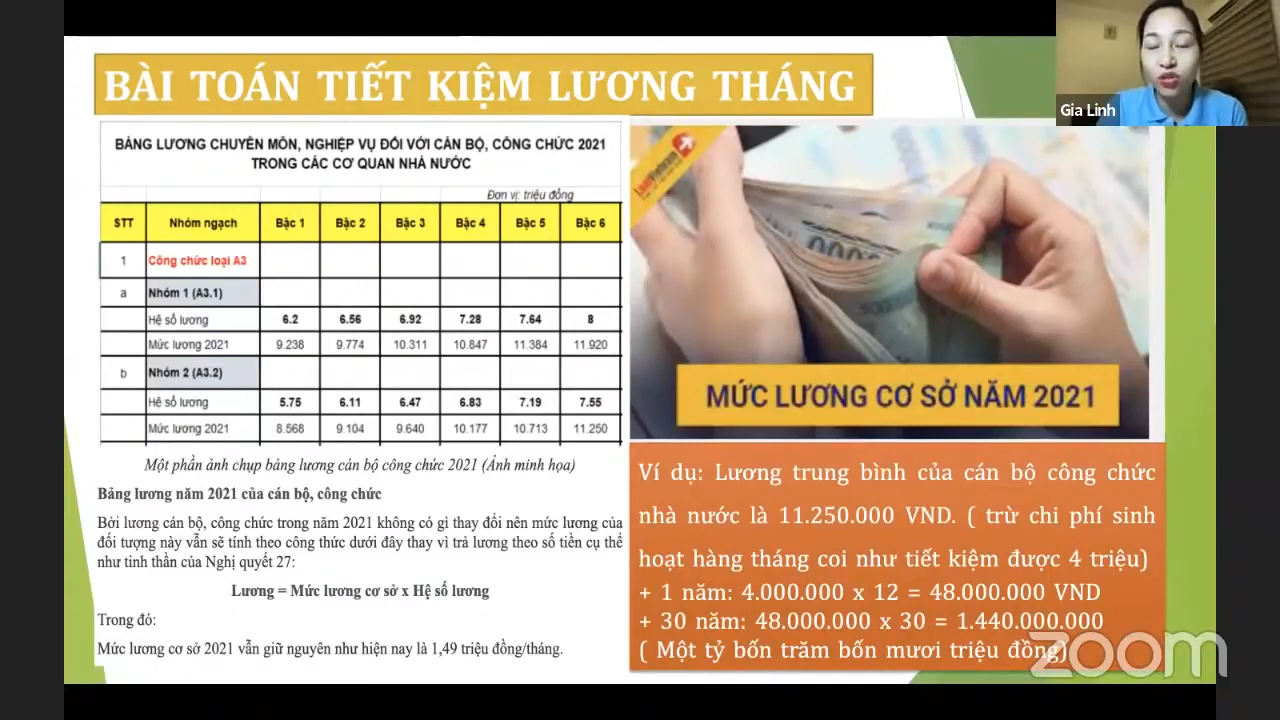 BÀI TOÁN TIẾT KIỆM LƯƠNG THÁNG
Gia Linh
BẢNG LƯƠNG CHUYÊN MÔN, NGHIỆP VỤ ĐỐI VỚI CÁN BỘ, CÔNG CHỨC 2021
TRONG CÁC CƠ QUAN NHÀ NƯỚC
Đơn vị: triệu đồng
STT Nhóm ngạch Bậc 1 Bậc 2 Bậc 3 Bậc 4 Bậc 5 Bậc 6
1 Công chức loại A3
a Nhóm 1 (A3.1)
Hệ số lương 6.2 6.56 6.92 7.28 7.64 8
Mức lương 2021 9.238 9.774 10.311 10.847 11.384 11.920
b Nhóm 2 (A3.2)
Hệ số lương 5.75 6.11 6.47 6.83 7.19 7.55
Mức lương 2021 8.568 9.104 9.640 10.177 10.713 11.250
Một phần ảnh chụp bảng lương cán bộ công chức 2021 (Ảnh minh họa)
Bảng lương năm 2021 của cán bộ, công chức
Bởi lương cán bộ, công chức trong năm 2021 không có gì thay đổi nên mức lương của
đối tượng này vẫn sẽ tính theo công thức dưới đây thay vì trả lương theo số tiền cụ thể
như tinh thần của Nghị quyết 27:
Lương = Mức lương cơ sở x Hệ số lương
Trong đó:
Mức lương cơ sở 2021 vẫn giữ nguyên như hiện nay là 1,49 triệu đồng/tháng.
LuatVietnam
MỨC LƯƠNG CƠ SỞ NĂM 2021
Ví dụ: Lương trung bình của cán bộ công chức
nhà nước là 11.250.000 VND. ( trừ chi phí sinh
hoạt hàng tháng coi như tiết kiệm được 4 triệu)
+ 1 năm: 4.000.000 x 12 = 48.000.000 VND
+ 30 năm: 48.000.000 x 30 = 1.440.000.000
( Một tỷ bốn trăm bốn mươi triệu đồng)
zoom